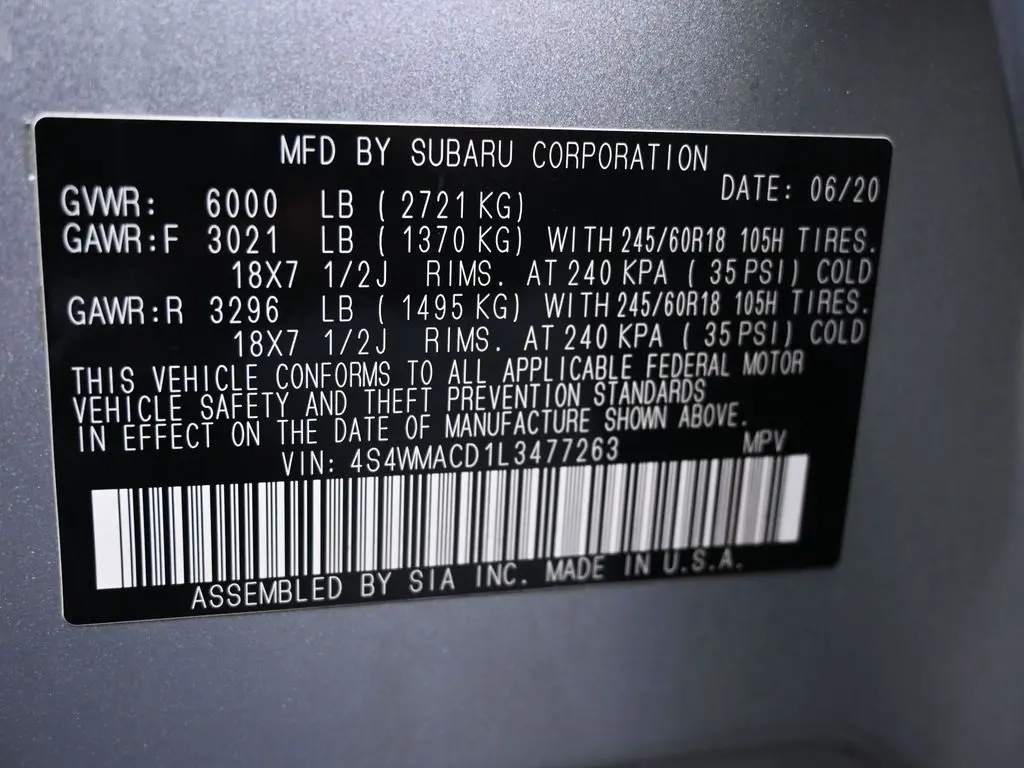 MFD BY SUBARU CORPORATION
DATE: 06/20
GVWR: 6000 LB ( 2721 KG)
GAWR:F 3021 LB ( 1370 KG) WITH 245/60R18 105H TIRES.
18X7 1/2J RIMS. AT 240 KPA ( 35 PSI) COLD
GAWR:R 3296 LB ( 1495 KG) WITH 245/60R18 105H TIRES.
18X7 1/2J RIMS. AT 240 KPA ( 35 PSI) COLD
THIS VEHICLE CONFORMS TO ALL APPLICABLE FEDERAL MOTOR
VEHICLE SAFETY AND THEFT PREVENTION STANDARDS
IN EFFECT ON THE DATE OF MANUFACTURE SHOWN ABOVE.
VIN: 4S4WMACD1L3477263 MPV
ASSEMBLED BY SIA INC. MADE IN U.S.A.